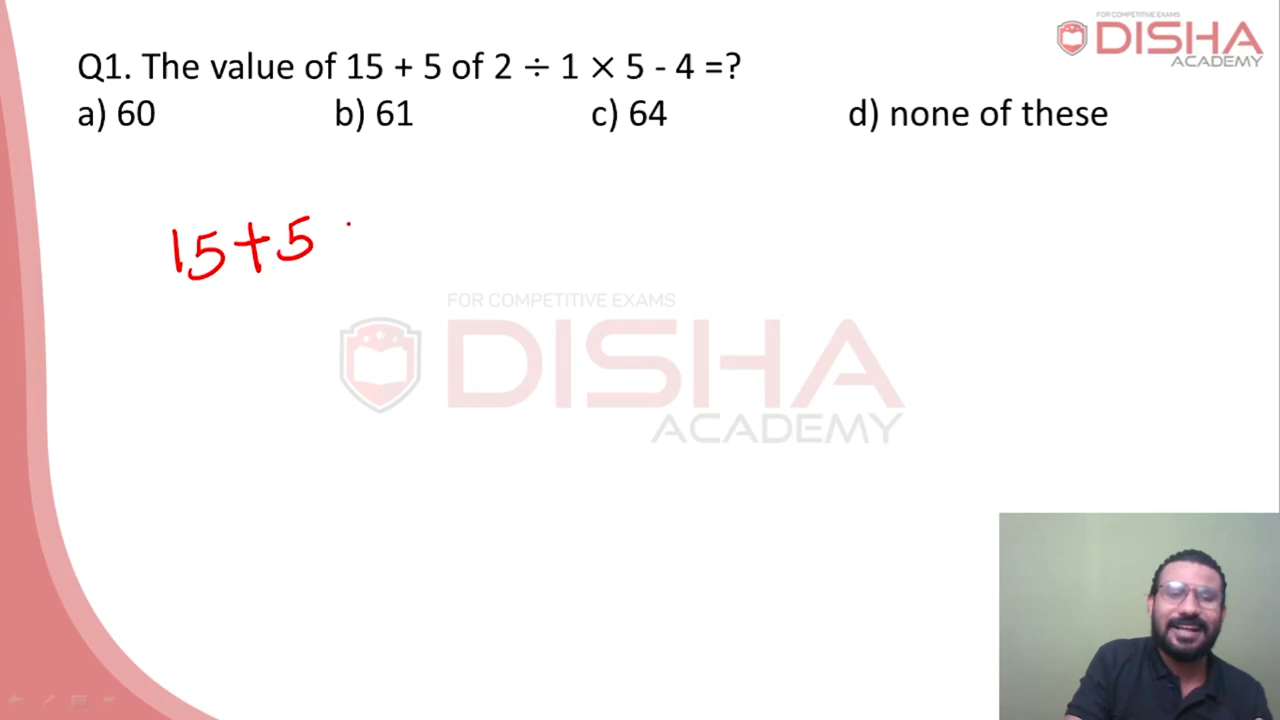 FOR COMPETITIVE EXAMS
DISHA
ACADEMY
Q1. The value of 15 + 5 of 2 ÷ 1 × 5 - 4 =?
a) 60 b) 61 c) 64 d) none of these
15+5
FOR COMPETITIVE EXAMS
DISHA
ACADEMY